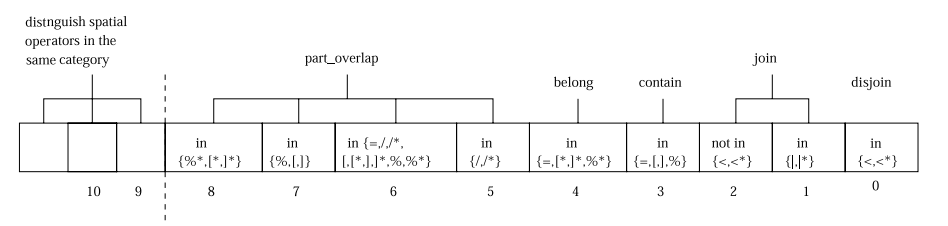 distnguish spatial
operators in the
same category
part_overlap
join
belong
contain
disjoin
in
{%*,[*,]*}
in
{%,[,]}
in {=,/,/*,
[,[*,],]*,%,%*}
in
{/,/*}
in
{=,[*,]*,%*}
in
{=,[,],%}
not in
{<,<*}
in
{|,|*}
in
{<,<*}
10
9
8
7
6
5
4
3
2
1
0